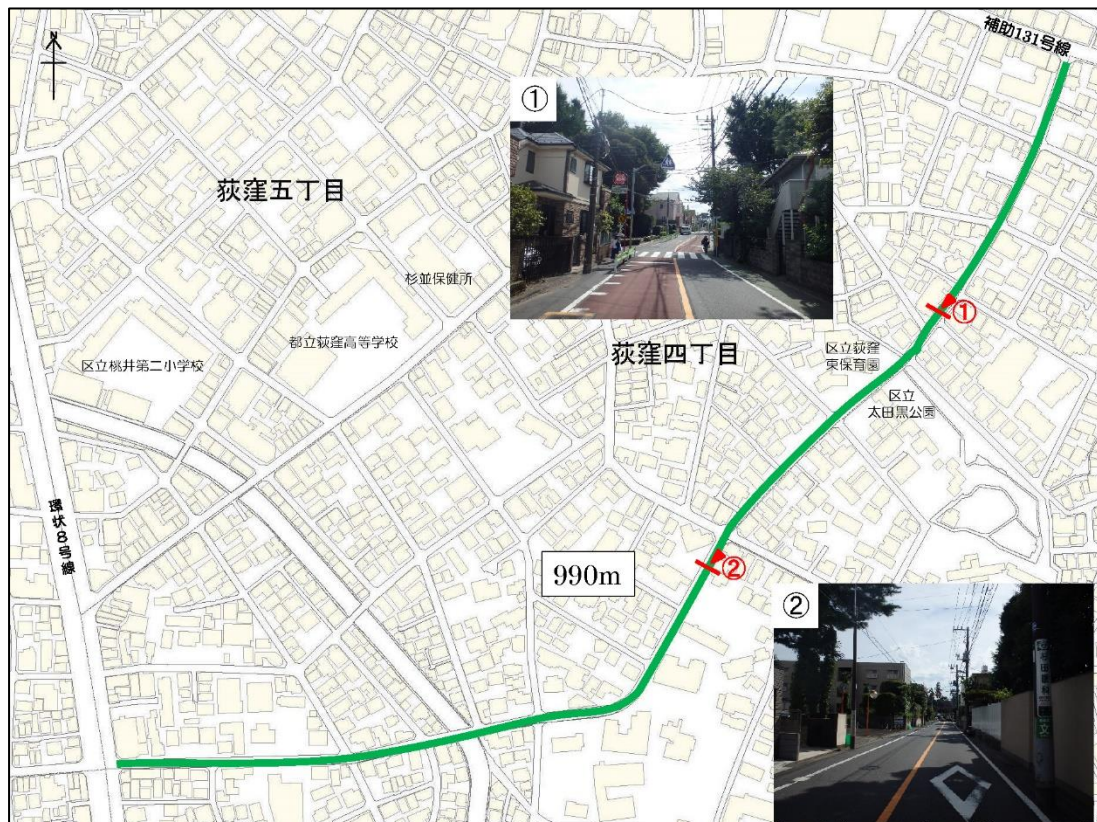 N
補助131号線
①
荻窪五丁目
杉並保健所
都立荻窪高等学校
区立桃井第二小学校
荻窪四丁目
①
区立荻窪
東保育園
区立
太田黒公園
環状8号線
990m
②
②